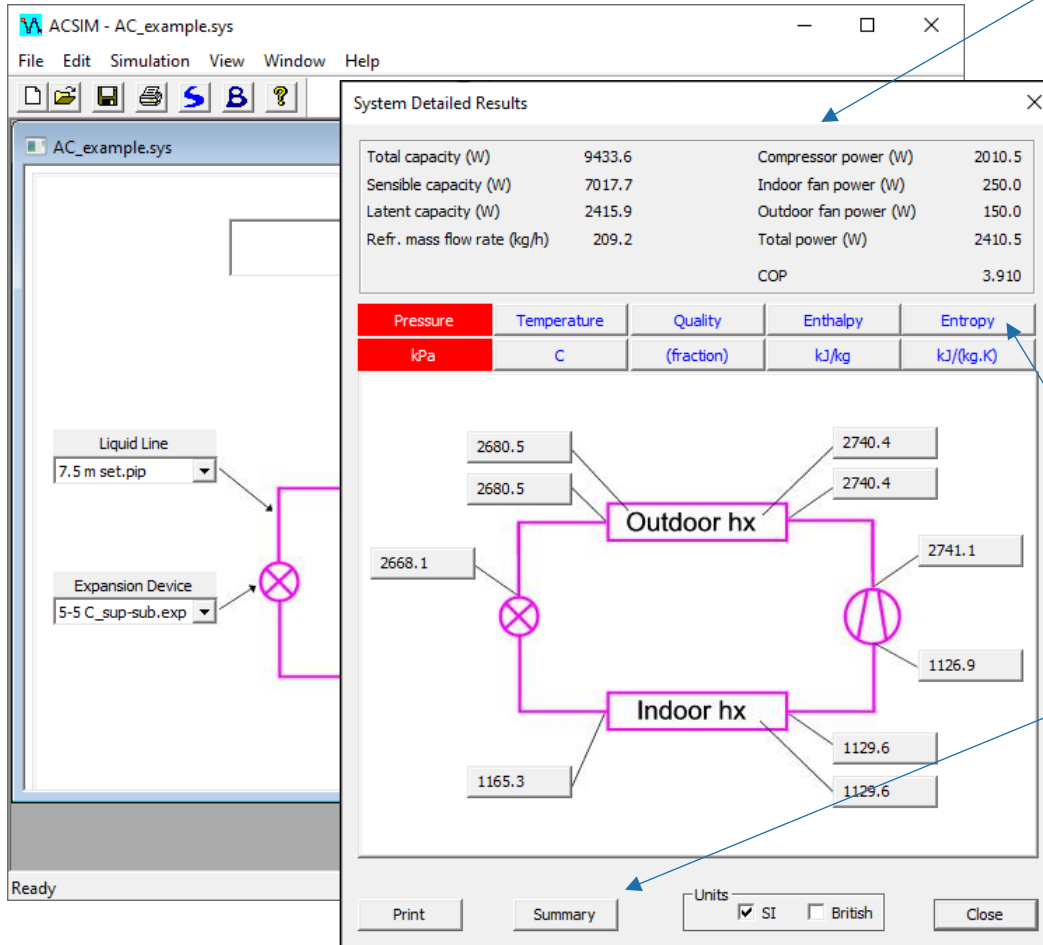 ACSIM - AC_example.sys
File Edit Simulation View Window Help
AC_example.sys
Liquid Line
7.5 m set.pip
Expansion Device
5-5 C_sup-sub.exp
Ready
System Detailed Results
Total capacity (W) 9433.6 Compressor power (W) 2010.5
Sensible capacity (W) 7017.7 Indoor fan power (W) 250.0
Latent capacity (W) 2415.9 Outdoor fan power (W) 150.0
Refr. mass flow rate (kg/h) 209.2 Total power (W) 2410.5
COP 3.910
Pressure Temperature Quality Enthalpy Entropy
kPa C (fraction) kJ/kg kJ/(kg.K)
2680.5 2740.4
2680.5 2740.4
Outdoor hx
2668.1 2741.1
1126.9
Indoor hx
1129.6
1165.3 1129.6
Units
Print Summary SI British Close